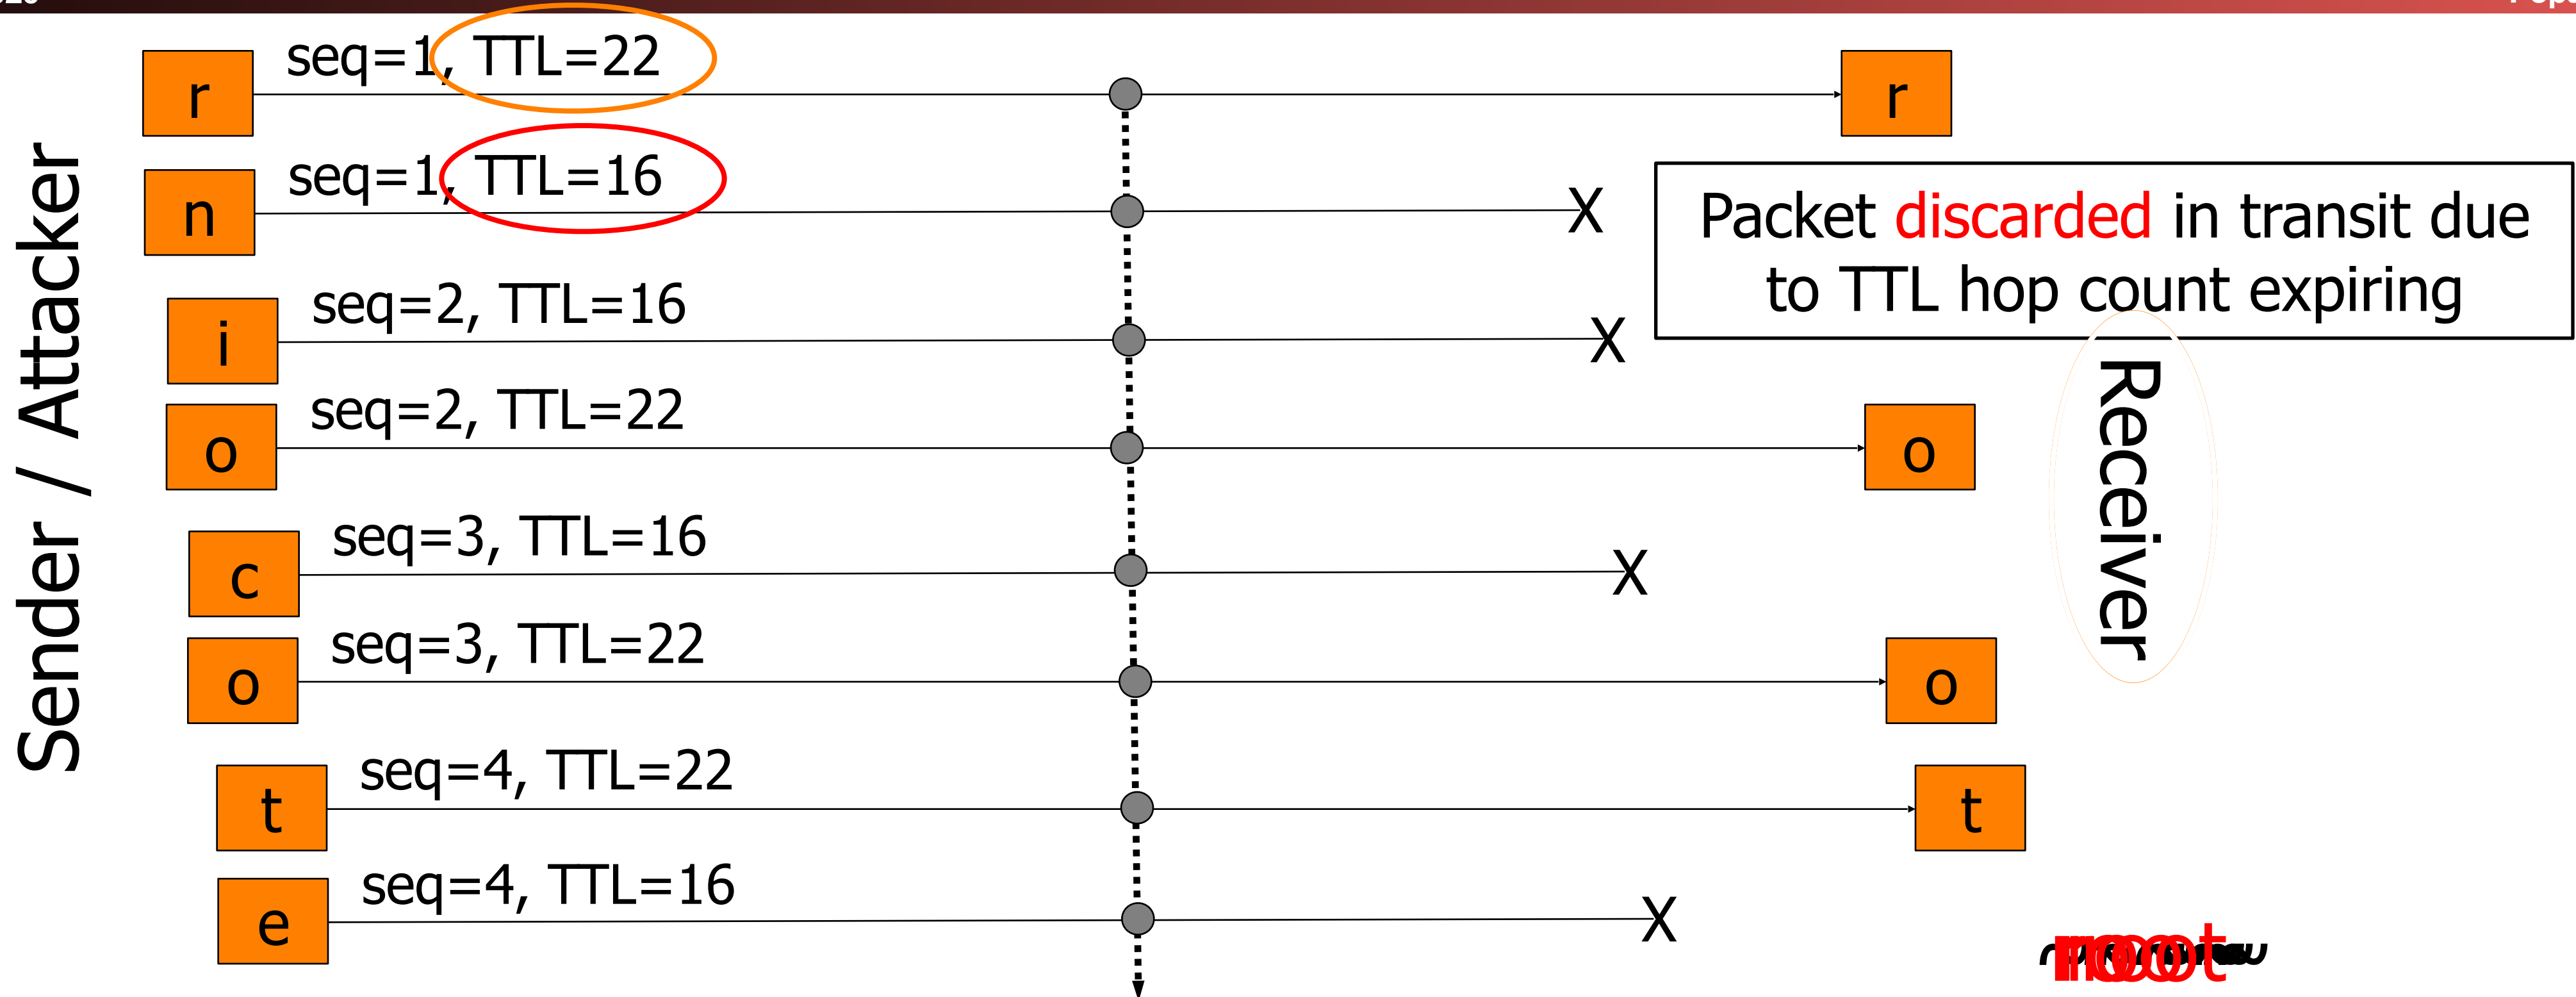 Sender / Attacker
r
seq=1, TTL=22
r
n
seq=1, TTL=16
X
Packet discarded in transit due
to TTL hop count expiring
i
seq=2, TTL=16
X
Receiver
o
seq=2, TTL=22
o
c
seq=3, TTL=16
X
o
seq=3, TTL=22
o
t
seq=4, TTL=22
t
e
seq=4, TTL=16
X